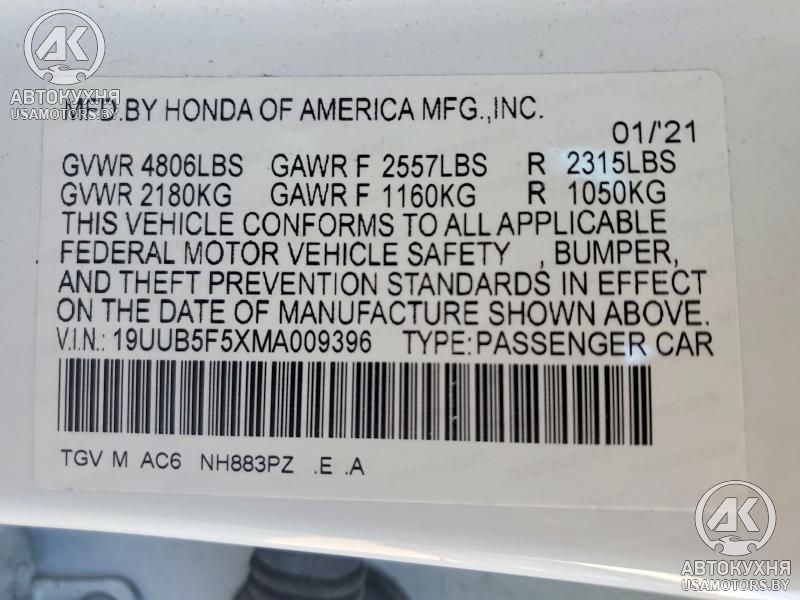 АК
АВТОКУХНЯ
USAMOTORS.BY
MFD.BY HONDA OF AMERICA MFG.,INC.
01/'21
GVWR 4806LBS GAWR F 2557LBS R 2315LBS
GVWR 2180KG GAWR F 1160KG R 1050KG
THIS VEHICLE CONFORMS TO ALL APPLICABLE
FEDERAL MOTOR VEHICLE SAFETY , BUMPER,
AND THEFT PREVENTION STANDARDS IN EFFECT
ON THE DATE OF MANUFACTURE SHOWN ABOVE.
V.I.N.: 19UUB5F5XMA009396 TYPE:PASSENGER CAR
TGV M AC6 NH883PZ .E .A
АК
АВТОКУХНЯ
USAMOTORS.BY